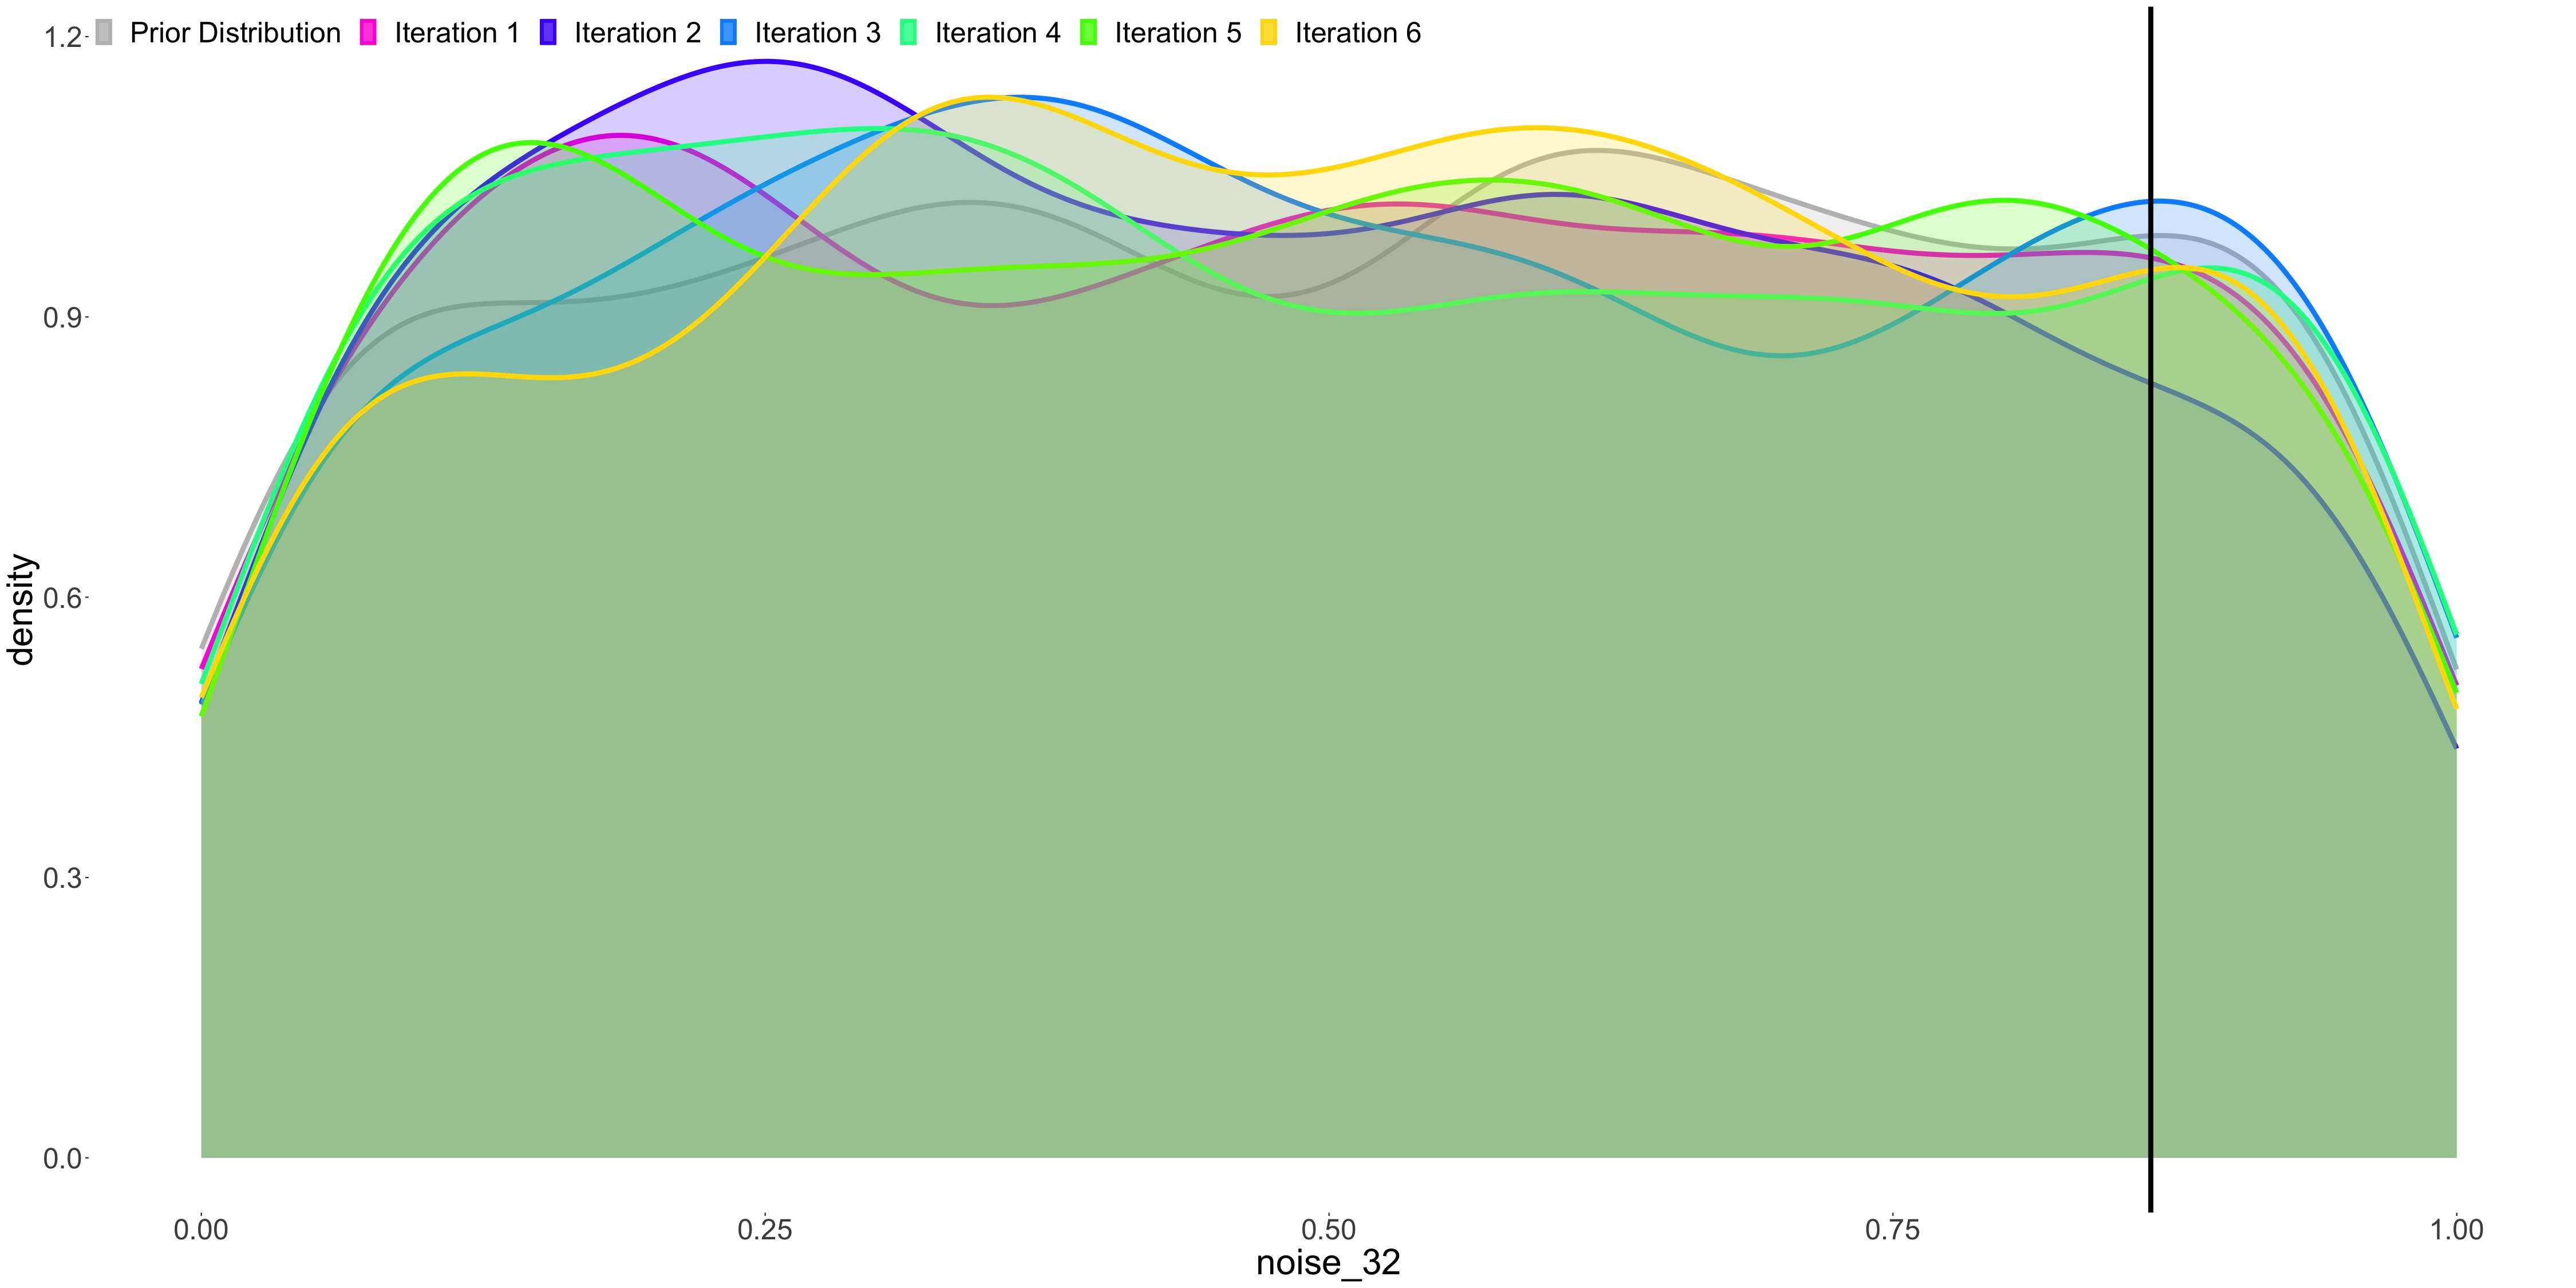 Prior Distribution Iteration 1 Iteration 2 Iteration 3 Iteration 4 Iteration 5 Iteration 6
1.2
0.9
0.6
0.3
0.0
density
0.00 0.25 0.50 0.75 1.00
noise_32